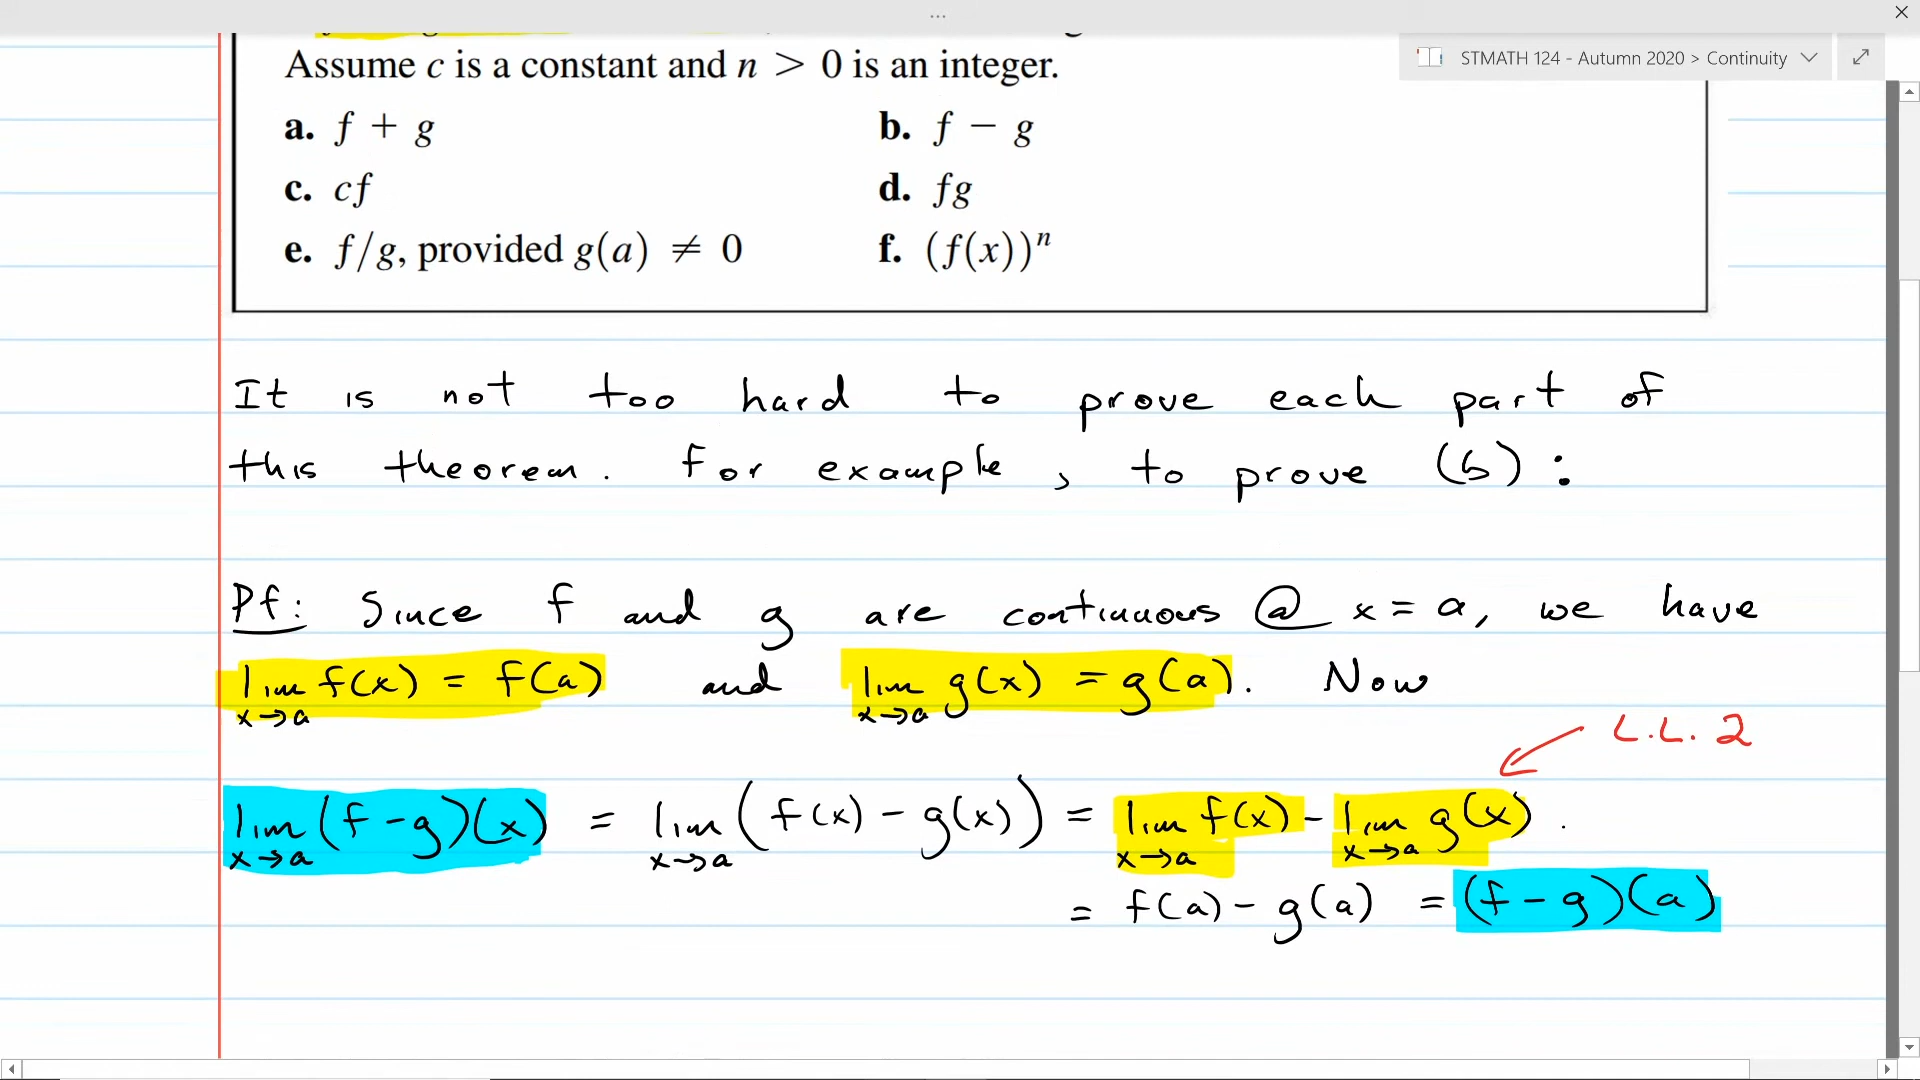 ...
STMATH 124 - Autumn 2020 > Continuity
Assume c is a constant and n > 0 is an integer.
a. f + g
b. f − g
c. cf
d. fg
e. f/g, provided g(a) ≠ 0
f. (f(x))ⁿ
It is not too hard to prove each part of
this theorem. For example, to prove (b):
Pf: Since f and g are continuous @ x = a, we have
lim x→a f(x) = f(a) and lim x→a g(x) = g(a). Now
L.L. 2
lim x→a (f-g)(x) = lim x→a (f(x) - g(x)) = lim x→a f(x) - lim x→a g(x).
= f(a) - g(a) = (f-g)(a)